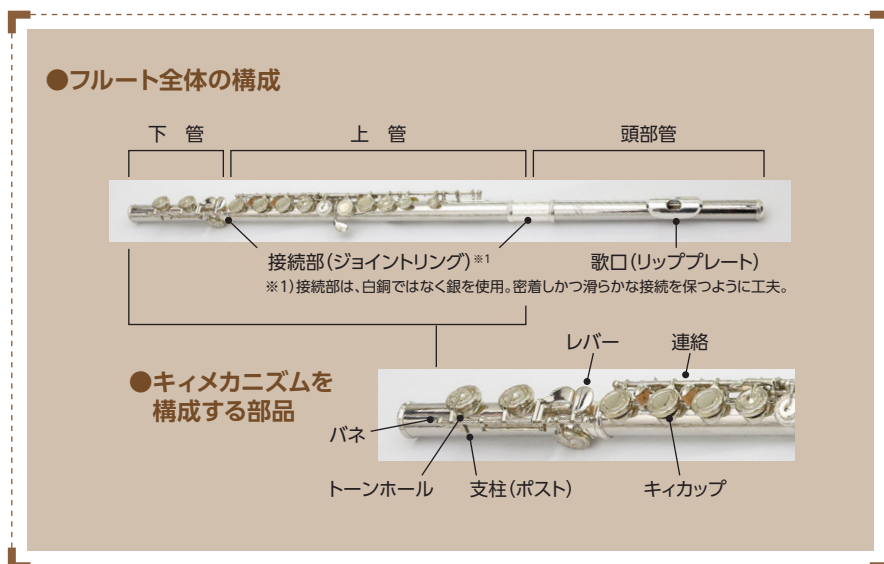 ●フルート全体の構成
下 管
上 管
頭部管
接続部（ジョイントリング）※1
歌口（リッププレート）
※1）接続部は、白銅ではなく銀を使用。密着しかつ滑らかな接続を保つように工夫。
●キィメカニズムを
構成する部品
レバー
連絡
バネ
トーンホール
支柱（ポスト）
キィカップ